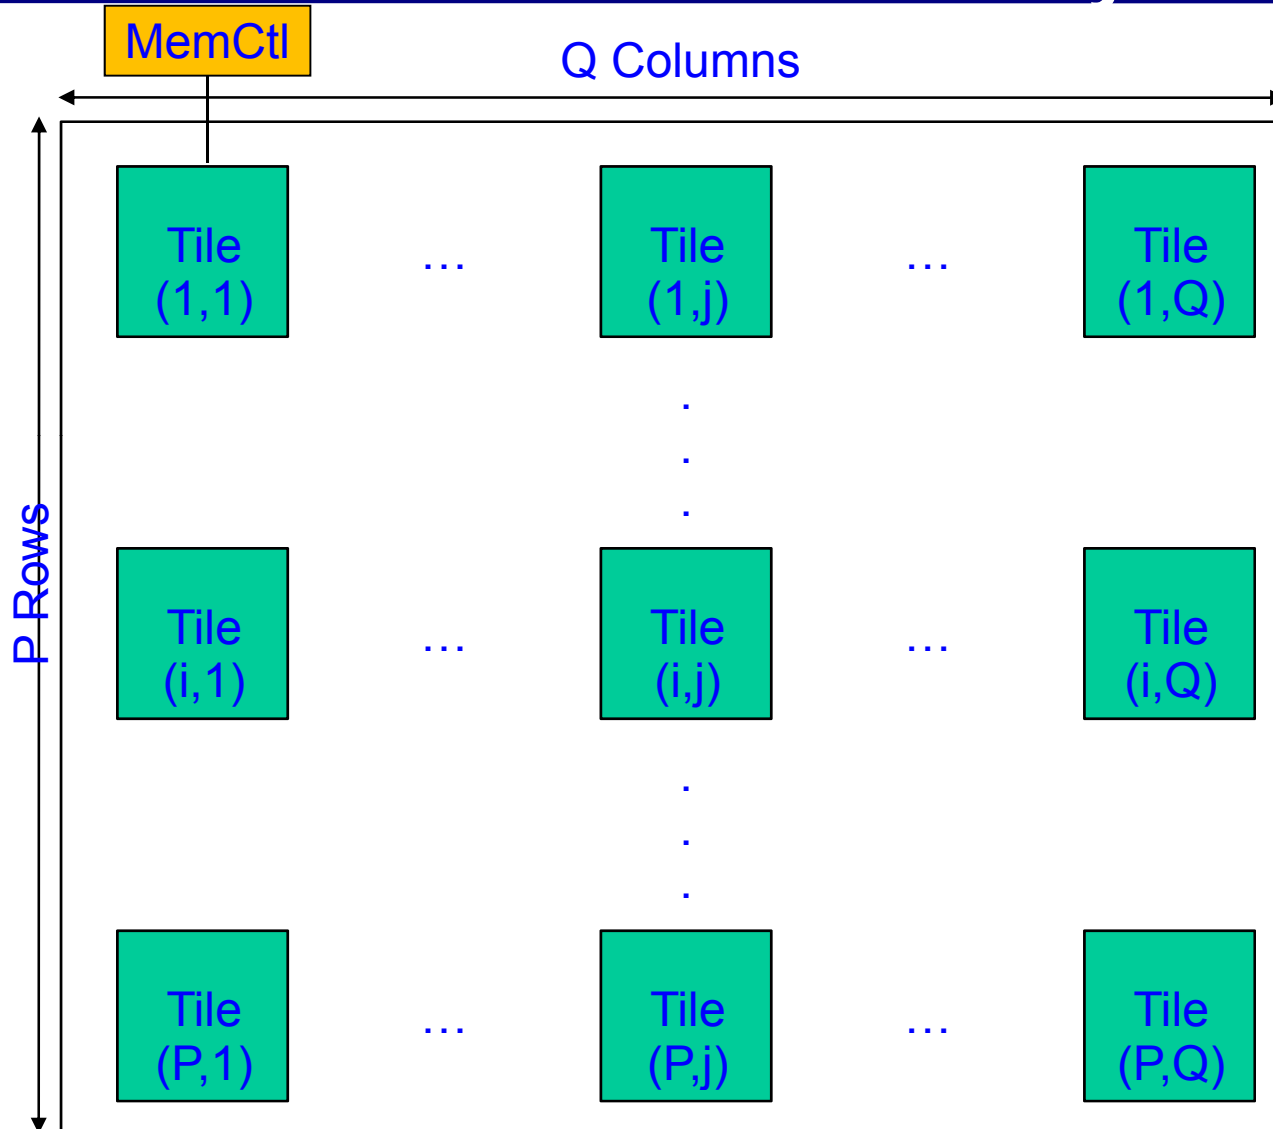 MemCtl
Q Columns
P Rows
Tile
(1,1)
...
Tile
(1,j)
...
Tile
(1,Q)
.
.
.
Tile
(i,1)
...
Tile
(i,j)
...
Tile
(i,Q)
.
.
.
Tile
(P,1)
...
Tile
(P,j)
...
Tile
(P,Q)